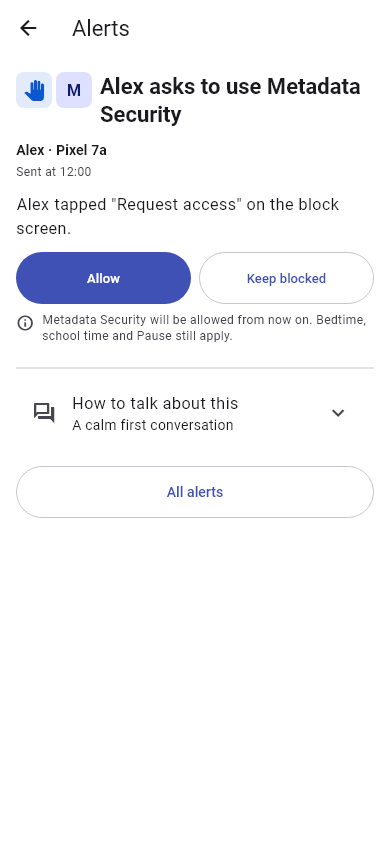 Alerts
M
Alex asks to use Metadata
Security
Alex · Pixel 7a
Sent at 12:00
Alex tapped "Request access" on the block
screen.
Allow
Keep blocked
Metadata Security will be allowed from now on. Bedtime,
school time and Pause still apply.
How to talk about this
A calm first conversation
All alerts